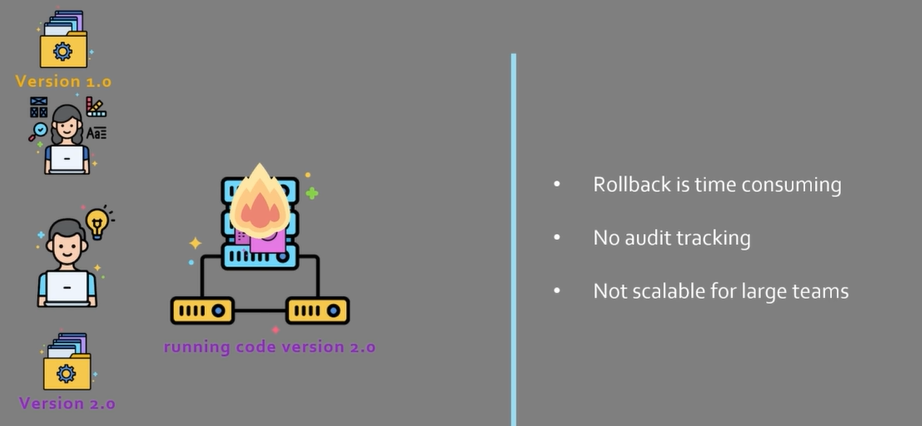 Version 1.0
Aa
running code version 2.0
Version 2.0
• Rollback is time consuming
• No audit tracking
• Not scalable for large teams